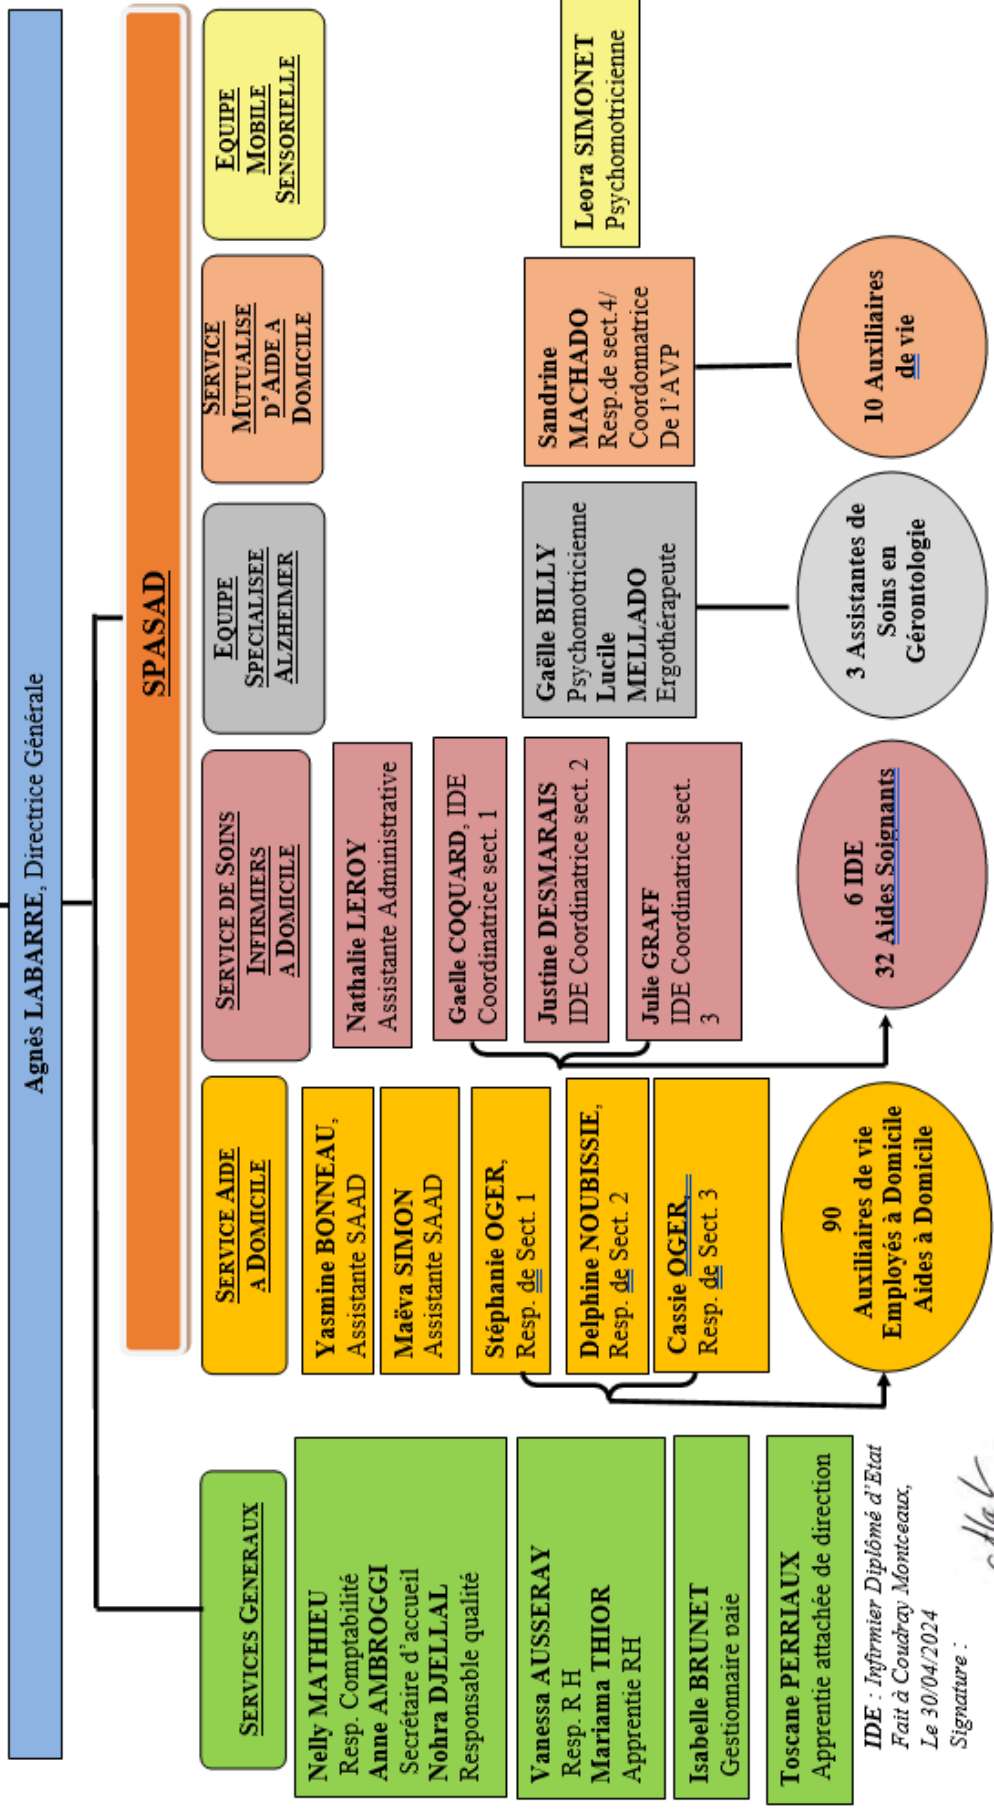 Agnès LABARRE, Directrice Générale
SPASAD
SERVICES GENERAUX
Nelly MATHIEU
Resp. Comptabilité
Anne AMBROGGI
Secrétaire d'accueil
Nohra DJELLAL
Responsable qualité
Vanessa AUSSERAY
Resp. R H
Mariama THIOR
Apprentie RH
Isabelle BRUNET
Gestionnaire paie
Toscane PERRIAUX
Apprentie attachée de direction
SERVICE AIDE
A DOMICILE
Yasmine BONNEAU,
Assistante SAAD
Maëva SIMON
Assistante SAAD
Stéphanie OGER,
Resp. de Sect. 1
Delphine NOUBISSIE,
Resp. de Sect. 2
Cassie OGER,
Resp. de Sect. 3
90
Auxiliaires de vie
Employés à Domicile
Aides à Domicile
SERVICE DE SOINS
INFIRMIERS
A DOMICILE
Nathalie LEROY
Assistante Administrative
Gaelle COQUARD, IDE
Coordinatrice sect. 1
Justine DESMARAIS
IDE Coordinatrice sect. 2
Julie GRAFF
IDE Coordinatrice sect.
3
6 IDE
32 Aides Soignants
EQUIPE
SPECIALISEE
ALZHEIMER
Gaëlle BILLY
Psychomotricienne
Lucile
MELLADO
Ergothérapeute
3 Assistantes de
Soins en
Gérontologie
SERVICE
MUTUALISE
D'AIDE A
DOMICILE
Sandrine
MACHADO
Resp.de sect.4/
Coordonnatrice
De l'AVP
10 Auxiliaires
de vie
EQUIPE
MOBILE
SENSORIELLE
Leora SIMONET
Psychomotricienne
IDE : Infirmier Diplômé d'Etat
Fait à Coudray Montceaux,
Le 30/04/2024
Signature :